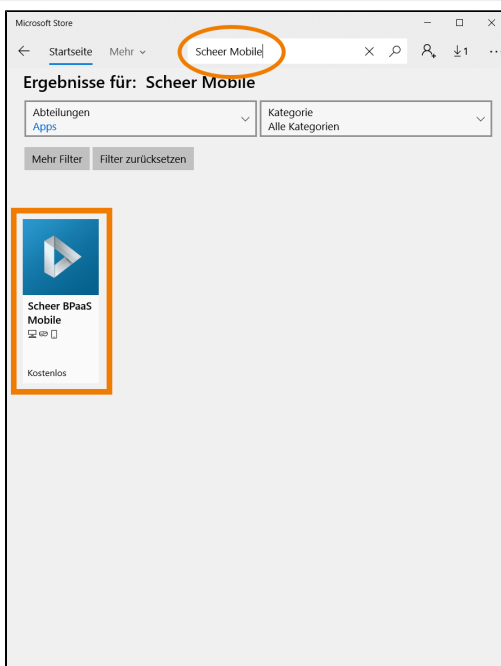 Microsoft Store
Startseite Mehr Scheer Mobile 1
Ergebnisse für: Scheer Mobile
Abteilungen
Apps
Kategorie
Alle Kategorien
Mehr Filter Filter zurücksetzen
Scheer BPaaS
Mobile
Kostenlos